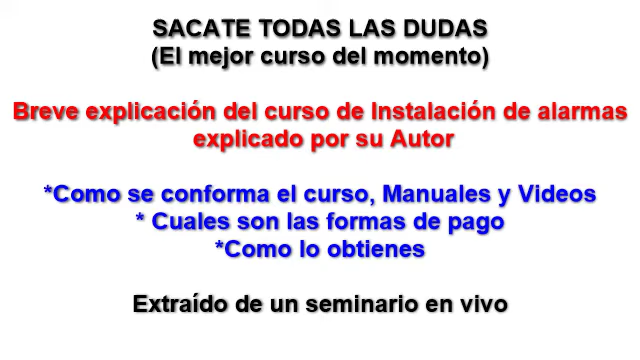 SACATE TODAS LAS DUDAS
(El mejor curso del momento)
Breve explicación del curso de Instalación de alarmas
explicado por su Autor
*Como se conforma el curso, Manuales y Videos
* Cuales son las formas de pago
*Como lo obtienes
Extraído de un seminario en vivo